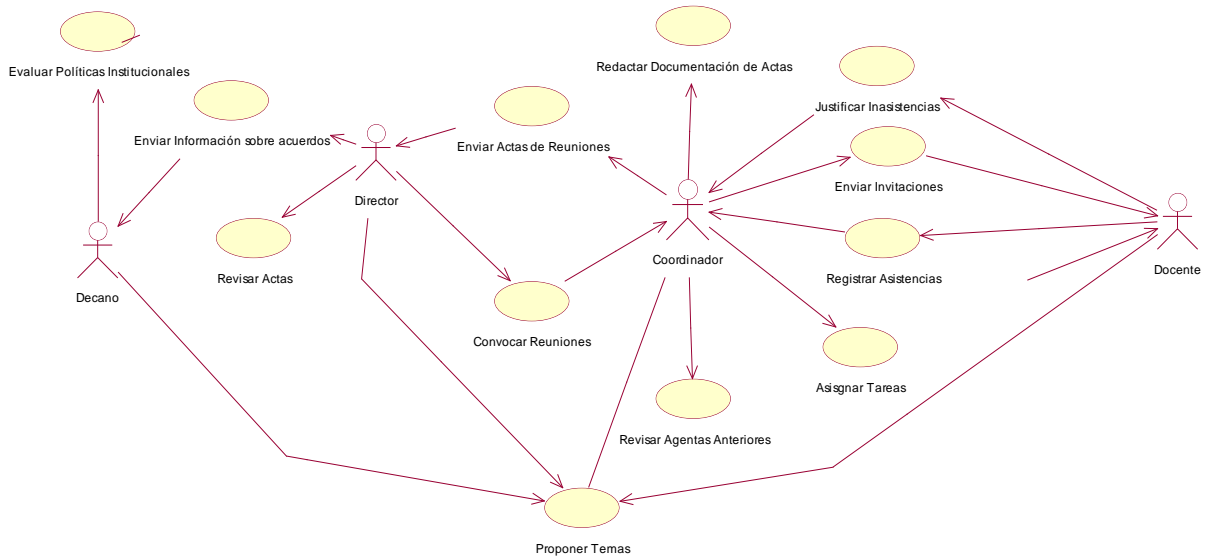 Evaluar Políticas Institucionales
Redactar Documentación de Actas
Justificar Inasistencias
Enviar Información sobre acuerdos
Enviar Actas de Reuniones
Enviar Invitaciones
Director
Coordinador
Docente
Decano
Revisar Actas
Registrar Asistencias
Convocar Reuniones
Asisgnar Tareas
Revisar Agentas Anteriores
Proponer Temas